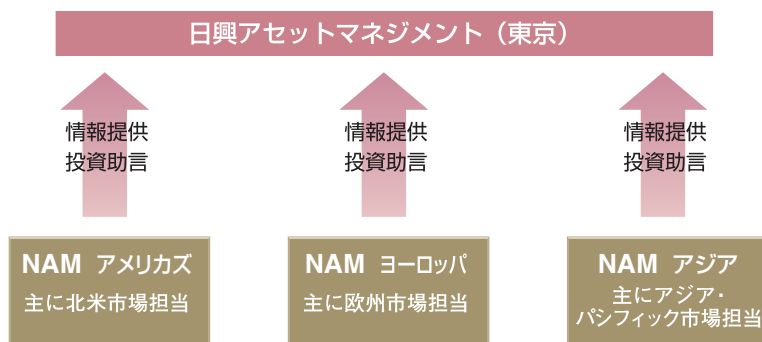 日興アセットマネジメント（東京）
情報提供
投資助言
情報提供
投資助言
情報提供
投資助言
NAM アメリカズ
主に北米市場担当
NAM ヨーロッパ
主に欧州市場担当
NAM アジア
主にアジア・
パシフィック市場担当